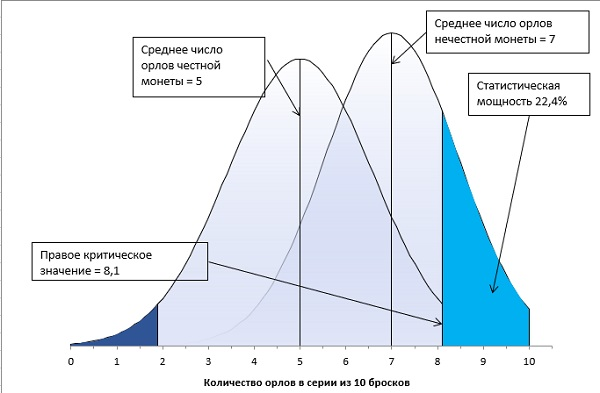 Среднее число
орлов честной
монеты = 5
Среднее число орлов
нечестной монеты = 7
Статистическая
мощность 22,4%
Правое критическое
значение = 8,1
0 1 2 3 4 5 6 7 8 9 10
Количество орлов в серии из 10 бросков